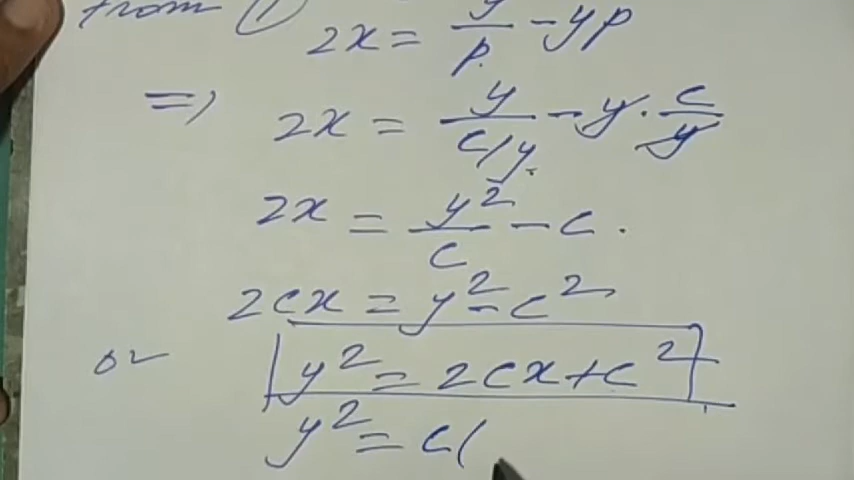 from ① 2x = y/p - yp
=> 2x = y/(c/y) - y · c/y
2x = y²/c - c.
2cx = y² - c²
or y² = 2cx + c²
y² = c(